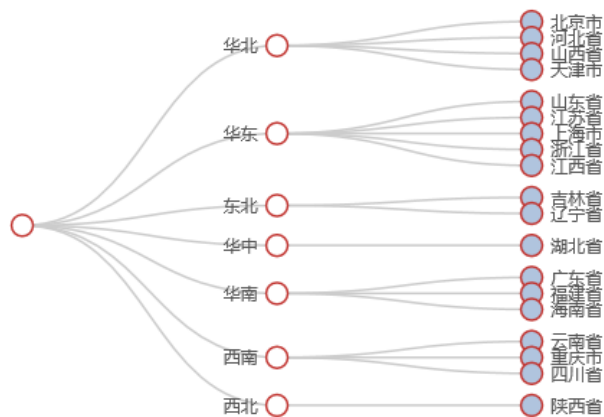 华北
北京市
河北省
山西省
天津市
华东
山东省
江苏省
上海市
浙江省
江西省
东北
吉林省
辽宁省
华中
湖北省
华南
广东省
福建省
海南省
西南
云南省
重庆市
四川省
西北
陕西省